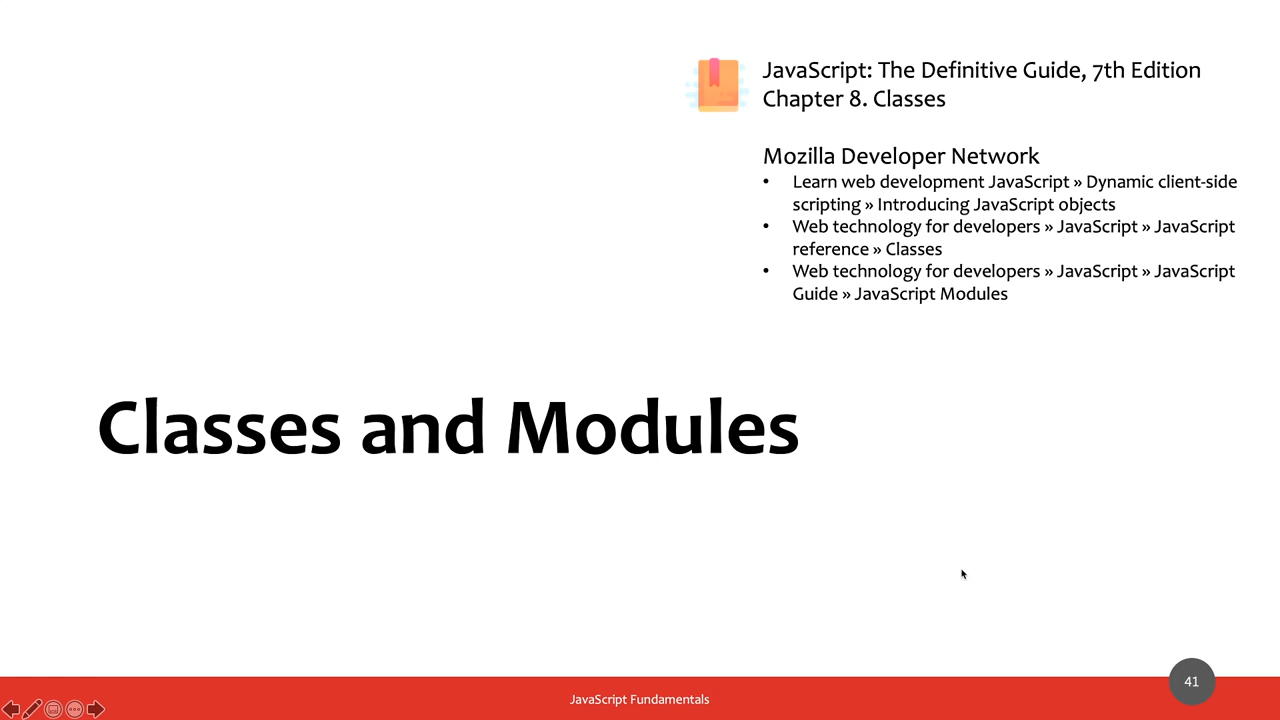 JavaScript: The Definitive Guide, 7th Edition
Chapter 8. Classes
Mozilla Developer Network
• Learn web development JavaScript » Dynamic client-side
scripting » Introducing JavaScript objects
• Web technology for developers » JavaScript » JavaScript
reference » Classes
• Web technology for developers » JavaScript » JavaScript
Guide » JavaScript Modules
Classes and Modules
41
JavaScript Fundamentals